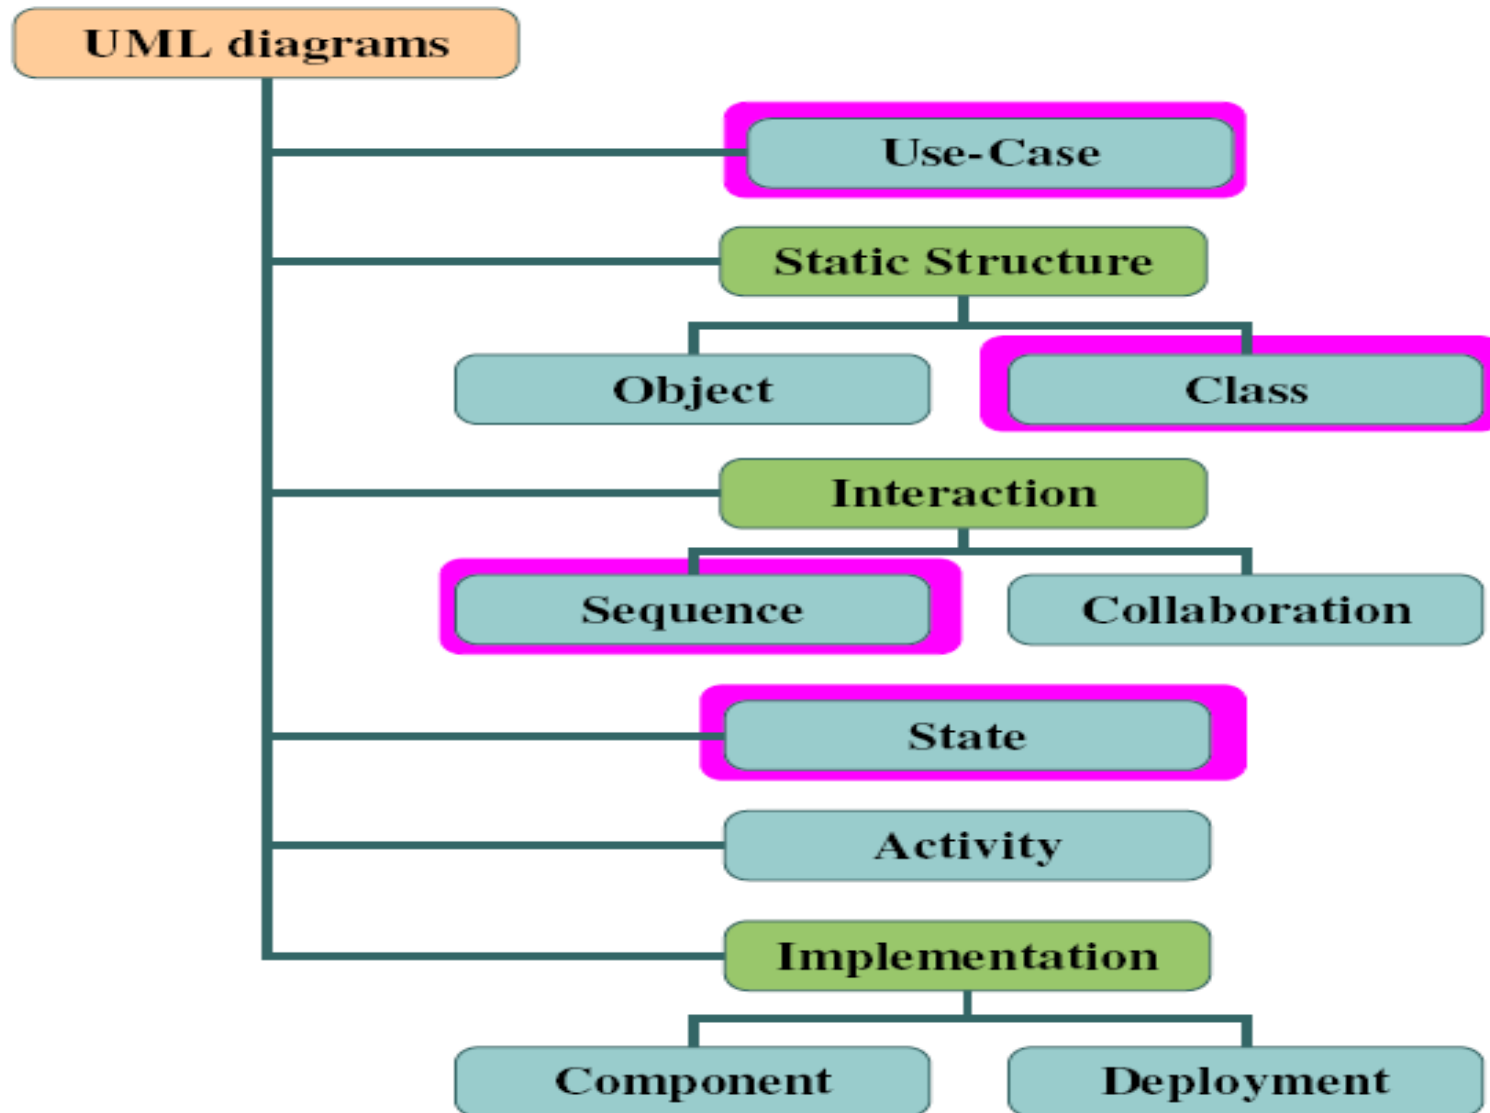 UML diagrams
Use-Case
Static Structure
Object
Class
Interaction
Sequence
Collaboration
State
Activity
Implementation
Component
Deployment